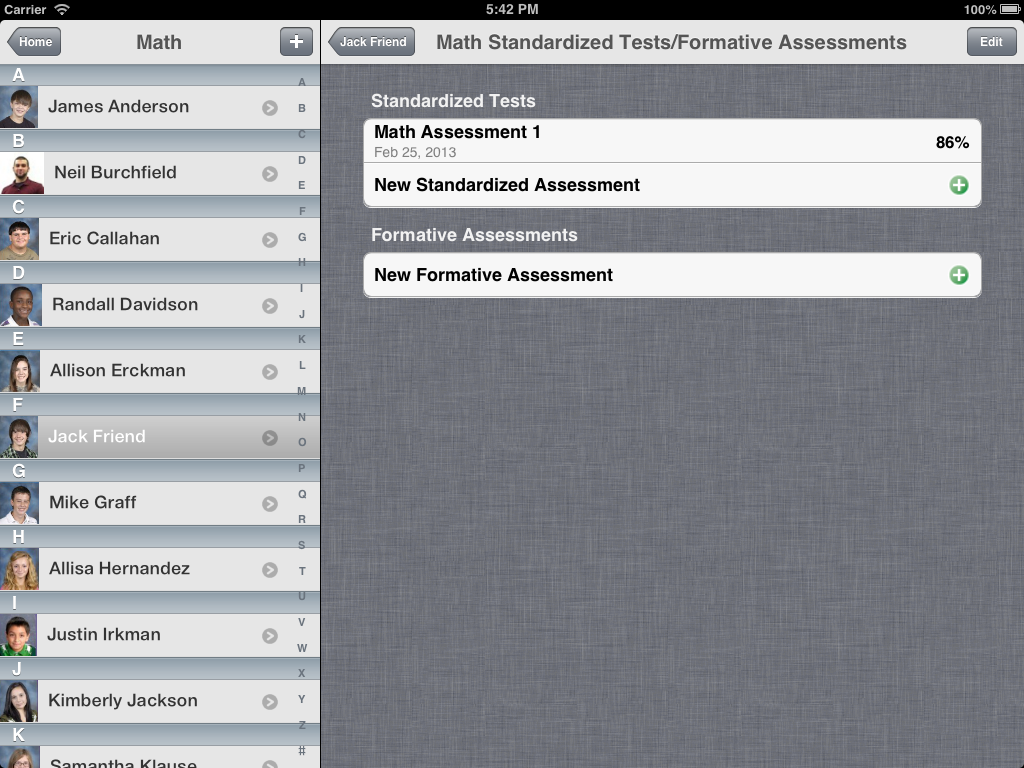 Carrier 5:42 PM 100%
Home Math +
A
James Anderson
B
Neil Burchfield
C
Eric Callahan
D
Randall Davidson
E
Allison Erckman
F
Jack Friend
G
Mike Graff
H
Allisa Hernandez
I
Justin Irkman
J
Kimberly Jackson
K
Samantha Klause
A
B
C
D
E
F
G
H
I
J
K
L
M
N
O
P
Q
R
S
T
U
V
W
X
Y
Z
#
Jack Friend Math Standardized Tests/Formative Assessments Edit
Standardized Tests
Math Assessment 1 86%
Feb 25, 2013
New Standardized Assessment
Formative Assessments
New Formative Assessment